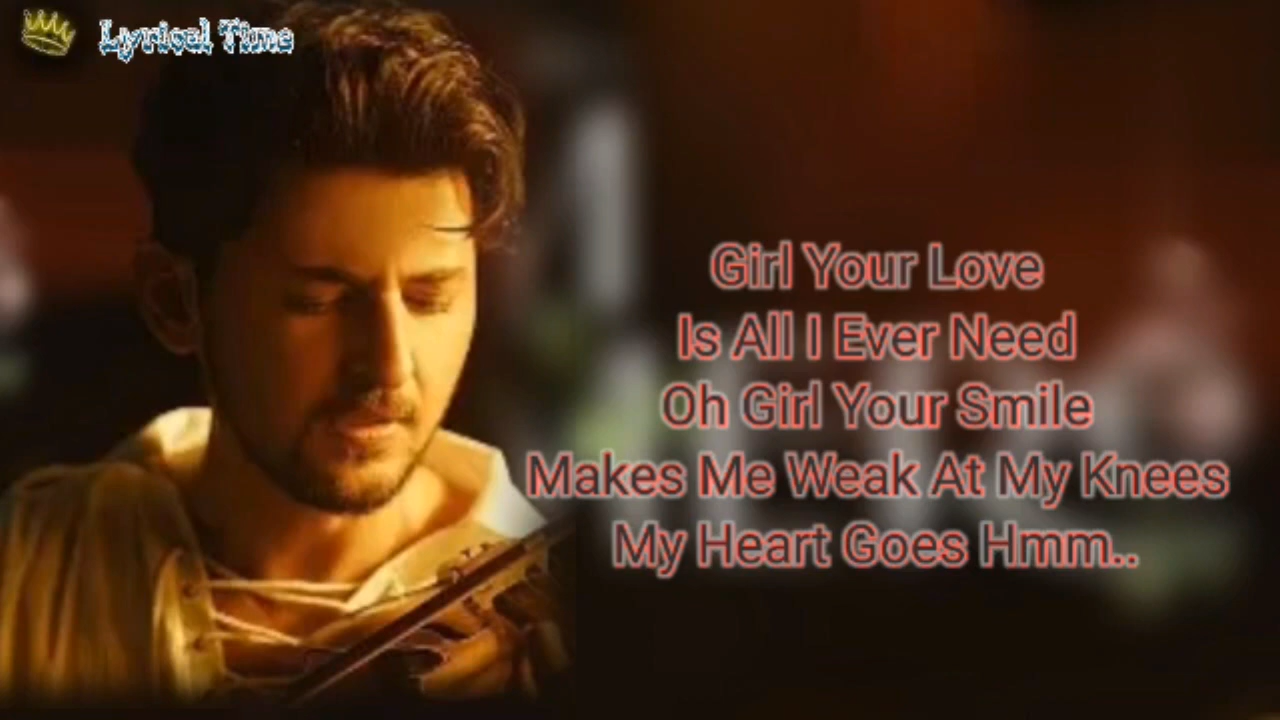 Lyrical Time
Girl Your Love
Is All I Ever Need
Oh Girl Your Smile
Makes Me Weak At My Knees
My Heart Goes Hmm..